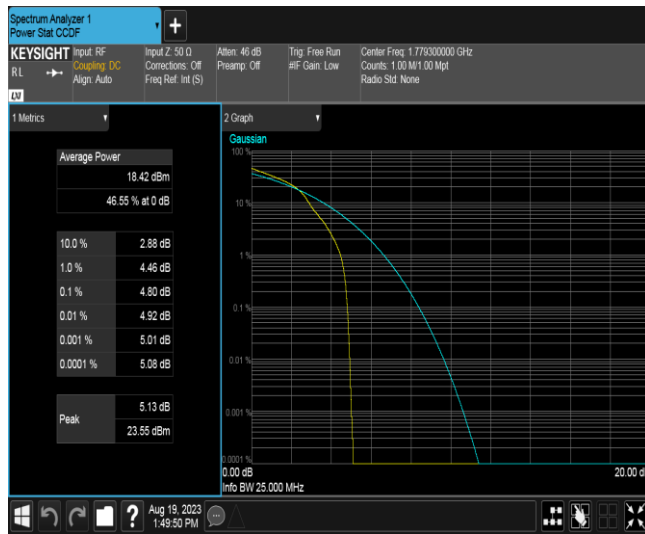 Spectrum Analyzer 1
Power Stat CCDF
+
KEYSIGHT Input: RF Input Z: 50 Ω Atten: 46 dB Trig: Free Run Center Freq: 1.779300000 GHz
RL Coupling: DC Corrections: Off Preamp: Off #IF Gain: Low Counts: 1.00 M/1.00 Mpt
Align: Auto Freq Ref: Int (S) Radio Std: None
LXI
1 Metrics
2 Graph
Average Power
18.42 dBm
46.55 % at 0 dB
10.0 % 2.88 dB
1.0 % 4.46 dB
0.1 % 4.80 dB
0.01 % 4.92 dB
0.001 % 5.01 dB
0.0001 % 5.08 dB
Peak
5.13 dB
23.55 dBm
Gaussian
100 %
10 %
1 %
0.1 %
0.01 %
0.001 %
0.0001 %
0.00 dB
20.00 d
Info BW 25.000 MHz
?
Aug 19, 2023
1:49:50 PM